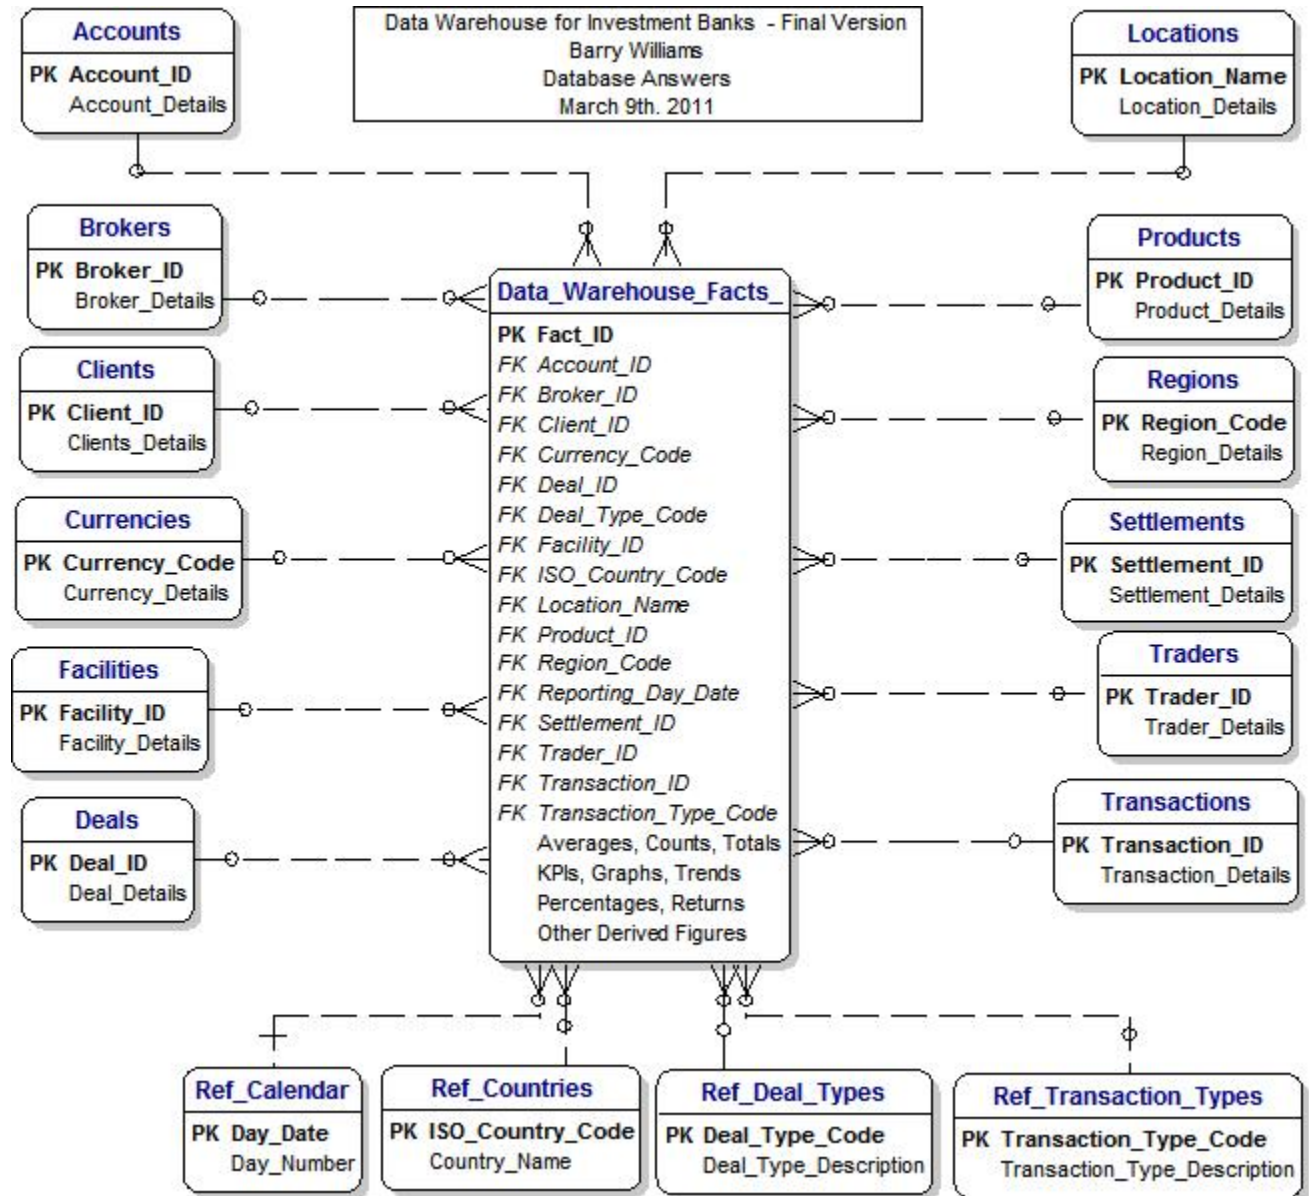 Data Warehouse for Investment Banks - Final Version
Barry Williams
Database Answers
March 9th. 2011
Accounts
PK Account_ID
Account_Details
Locations
PK Location_Name
Location_Details
Brokers
PK Broker_ID
Broker_Details
Clients
PK Client_ID
Clients_Details
Currencies
PK Currency_Code
Currency_Details
Facilities
PK Facility_ID
Facility_Details
Deals
PK Deal_ID
Deal_Details
Data_Warehouse_Facts_
PK Fact_ID
FK Account_ID
FK Broker_ID
FK Client_ID
FK Currency_Code
FK Deal_ID
FK Deal_Type_Code
FK Facility_ID
FK ISO_Country_Code
FK Location_Name
FK Product_ID
FK Region_Code
FK Reporting_Day_Date
FK Settlement_ID
FK Trader_ID
FK Transaction_ID
FK Transaction_Type_Code
Averages, Counts, Totals
KPIs, Graphs, Trends
Percentages, Returns
Other Derived Figures
Products
PK Product_ID
Product_Details
Regions
PK Region_Code
Region_Details
Settlements
PK Settlement_ID
Settlement_Details
Traders
PK Trader_ID
Trader_Details
Transactions
PK Transaction_ID
Transaction_Details
Ref_Calendar
PK Day_Date
Day_Number
Ref_Countries
PK ISO_Country_Code
Country_Name
Ref_Deal_Types
PK Deal_Type_Code
Deal_Type_Description
Ref_Transaction_Types
PK Transaction_Type_Code
Transaction_Type_Description